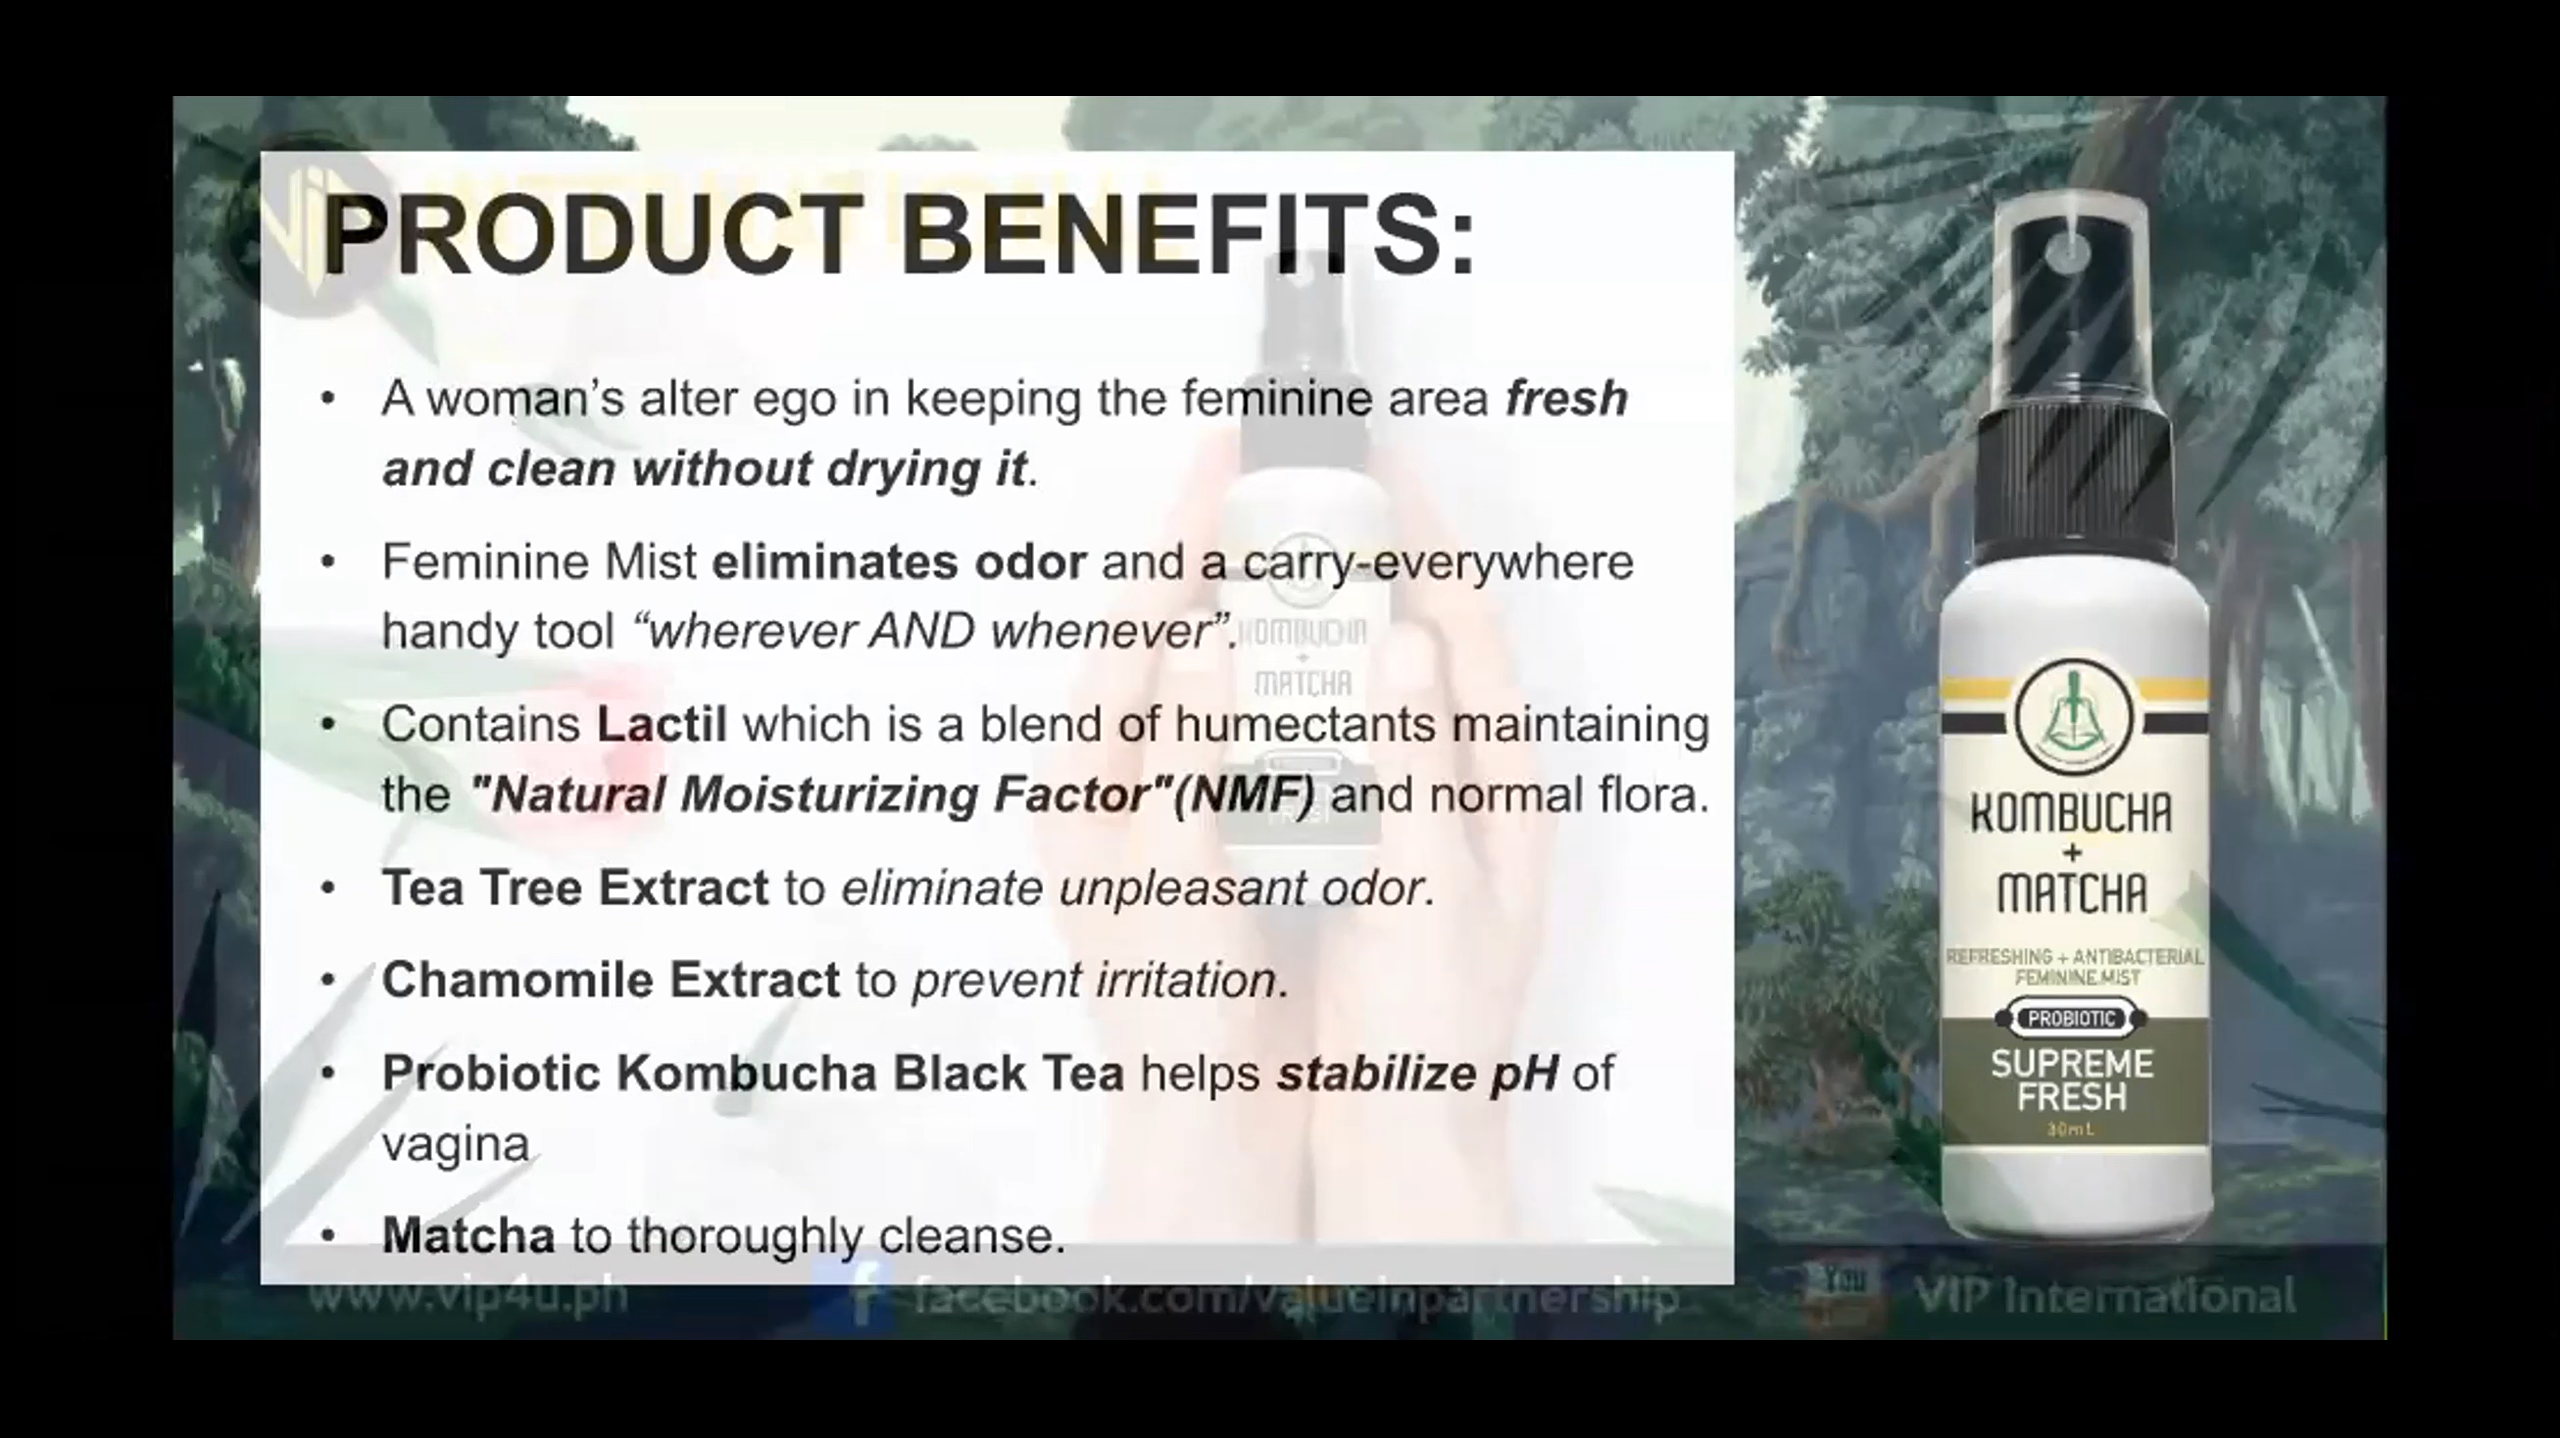 PRODUCT BENEFITS:
• A woman's alter ego in keeping the feminine area fresh
and clean without drying it.
• Feminine Mist eliminates odor and a carry-everywhere
handy tool “wherever AND whenever”.
• Contains Lactil which is a blend of humectants maintaining
the "Natural Moisturizing Factor"(NMF) and normal flora.
• Tea Tree Extract to eliminate unpleasant odor.
• Chamomile Extract to prevent irritation.
• Probiotic Kombucha Black Tea helps stabilize pH of
vagina
• Matcha to thoroughly cleanse.
KOMBUCHA
+
MATCHA
KOMBUCHA
+
MATCHA
REFRESHING + ANTIBACTERIAL
FEMININE MIST
PROBIOTIC
SUPREME
FRESH
30mL
www.vip4u.ph
facebook.com/valueinpartnership
You
VIP International